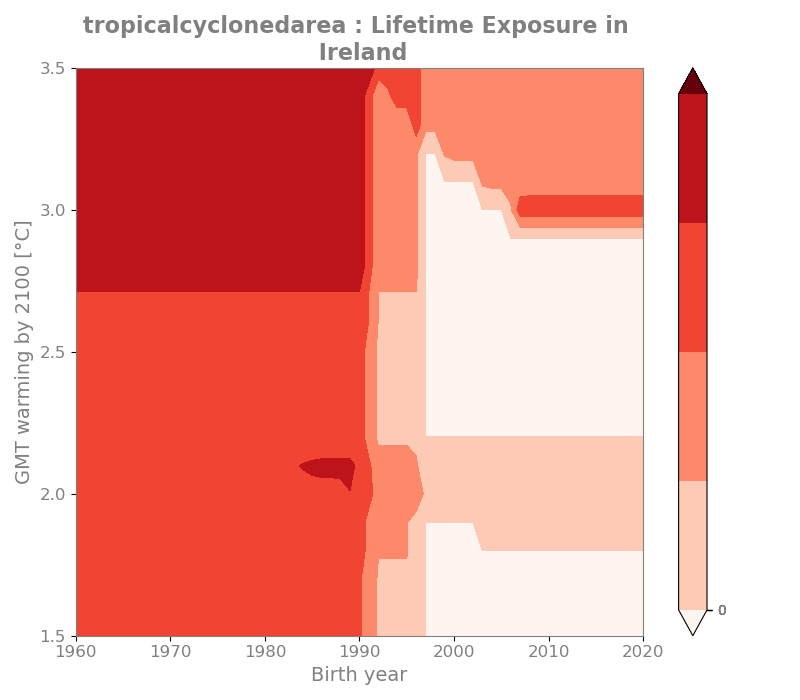 tropicalcyclonedarea : Lifetime Exposure in
Ireland
3.5
3.0
2.5
2.0
1.5
GMT warming by 2100 [°C]
1960 1970 1980 1990 2000 2010 2020
Birth year
0